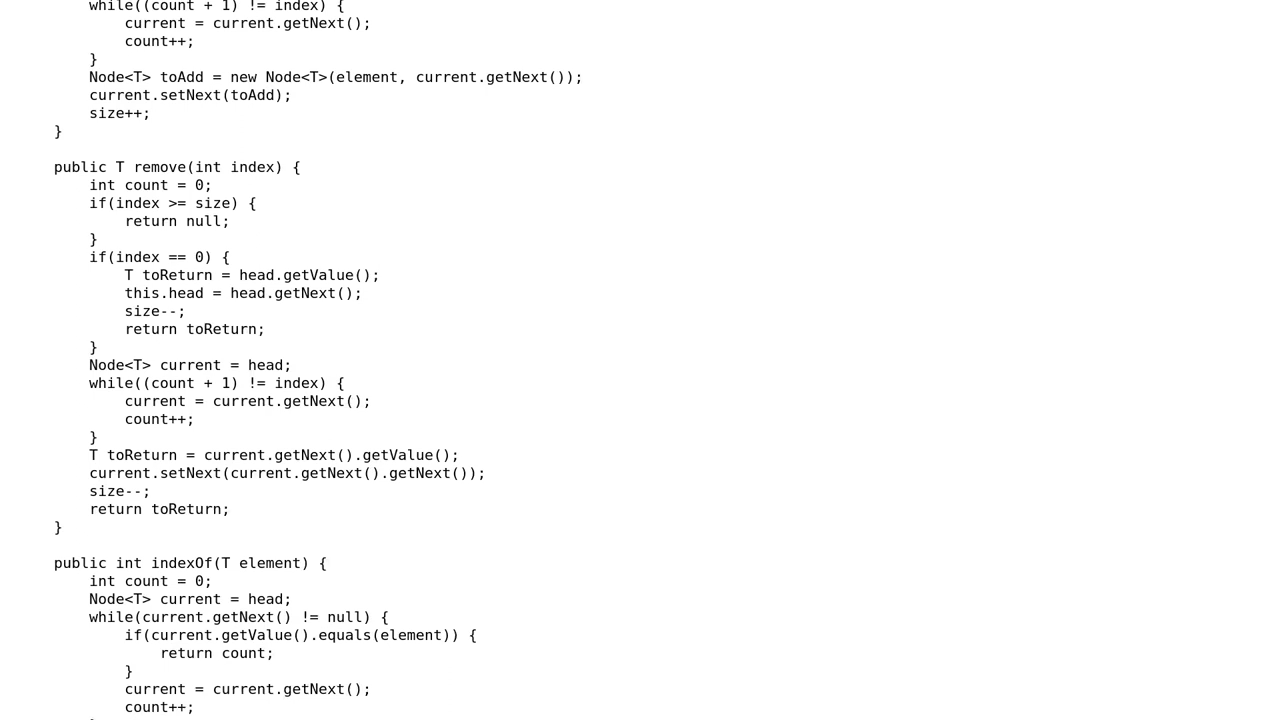 while((count + 1) != index) {
            current = current.getNext();
            count++;
        }
        Node<T> toAdd = new Node<T>(element, current.getNext());
        current.setNext(toAdd);
        size++;
    }

    public T remove(int index) {
        int count = 0;
        if(index >= size) {
            return null;
        }
        if(index == 0) {
            T toReturn = head.getValue();
            this.head = head.getNext();
            size--;
            return toReturn;
        }
        Node<T> current = head;
        while((count + 1) != index) {
            current = current.getNext();
            count++;
        }
        T toReturn = current.getNext().getValue();
        current.setNext(current.getNext().getNext());
        size--;
        return toReturn;
    }

    public int indexOf(T element) {
        int count = 0;
        Node<T> current = head;
        while(current.getNext() != null) {
            if(current.getValue().equals(element)) {
                return count;
            }
            current = current.getNext();
            count++;